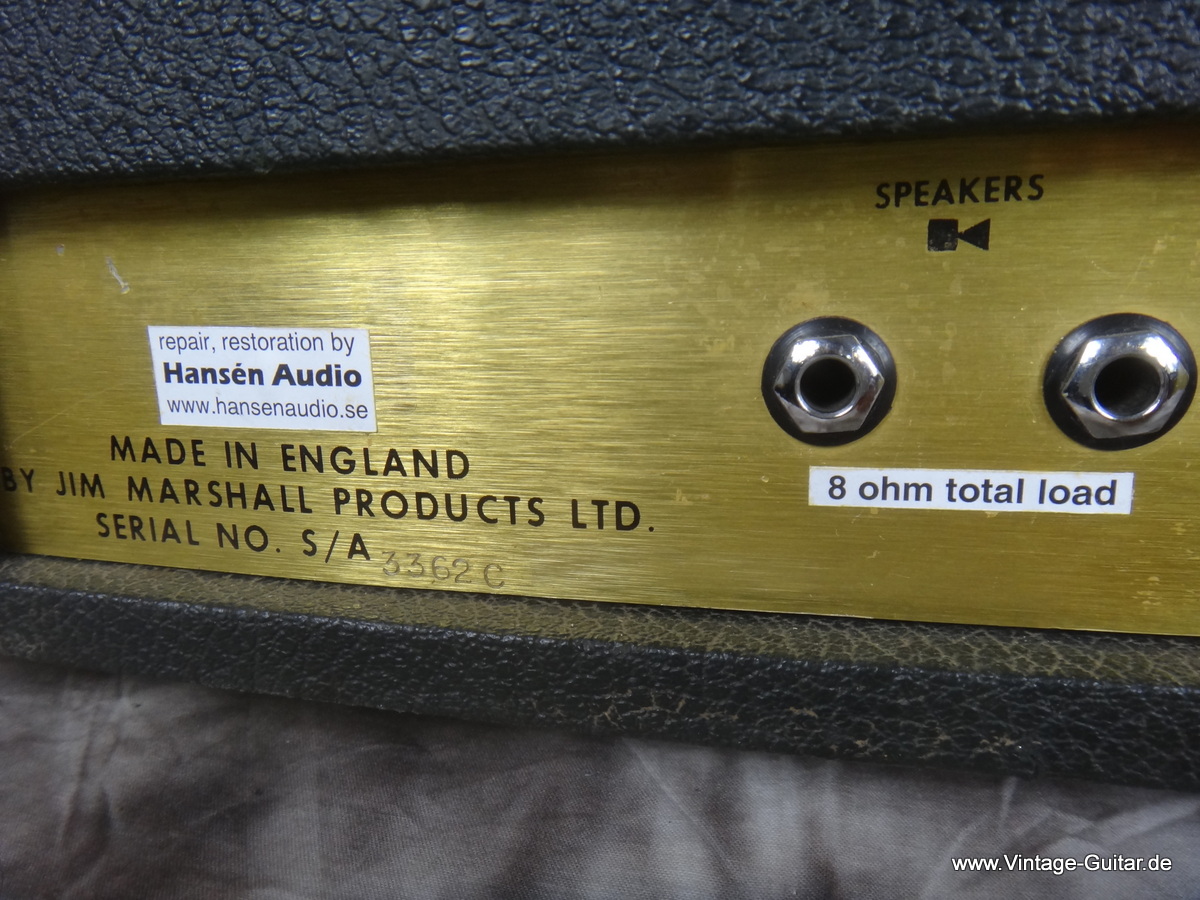 SPEAKERS
repair, restoration by
Hansén Audio
www.hansenaudio.se
MADE IN ENGLAND
BY JIM MARSHALL PRODUCTS LTD.
SERIAL NO. S/A 3362 C
8 ohm total load
www.Vintage-Guitar.de